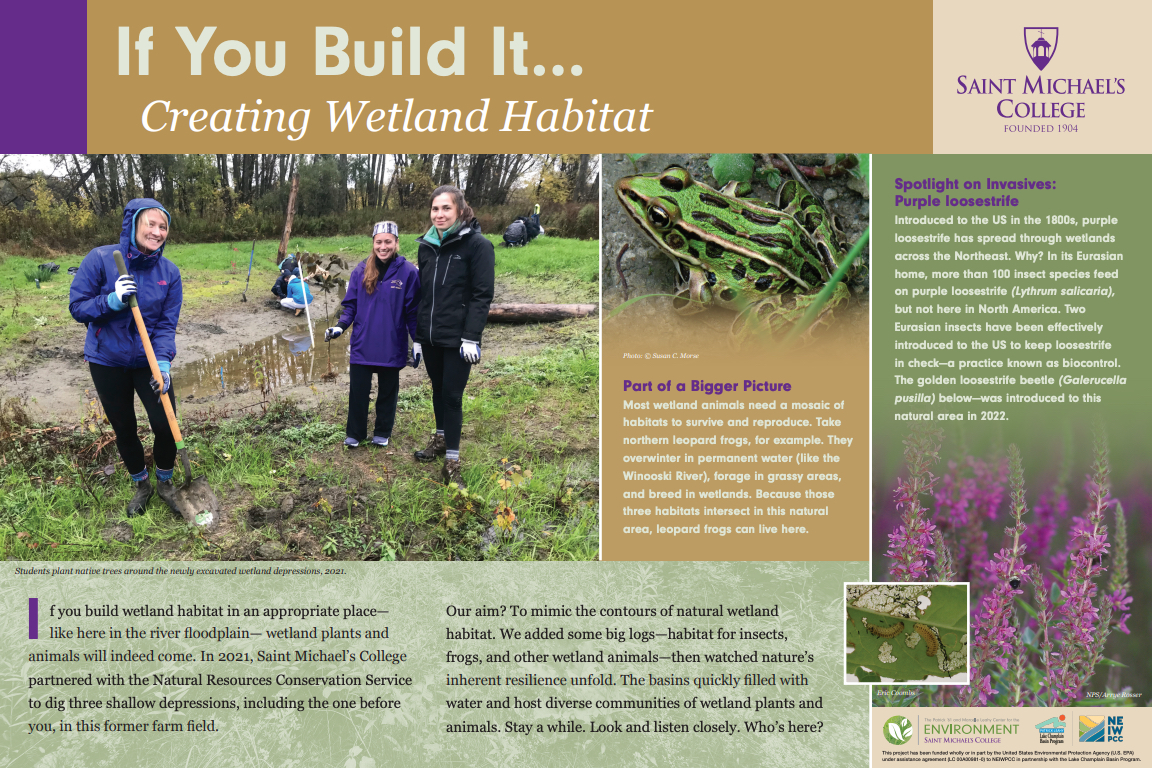 If You Build It...
Creating Wetland Habitat
SAINT MICHAEL'S
COLLEGE
FOUNDED 1904
Students plant native trees around the newly excavated wetland depressions, 2021.
If you build wetland habitat in an appropriate place—
like here in the river floodplain— wetland plants and
animals will indeed come. In 2021, Saint Michael's College
partnered with the Natural Resources Conservation Service
to dig three shallow depressions, including the one before
you, in this former farm field.
Our aim? To mimic the contours of natural wetland
habitat. We added some big logs—habitat for insects,
frogs, and other wetland animals—then watched nature's
inherent resilience unfold. The basins quickly filled with
water and host diverse communities of wetland plants and
animals. Stay a while. Look and listen closely. Who's here?
Photo: © Susan C. Morse
Part of a Bigger Picture
Most wetland animals need a mosaic of
habitats to survive and reproduce. Take
northern leopard frogs, for example. They
overwinter in permanent water (like the
Winooski River), forage in grassy areas,
and breed in wetlands. Because those
three habitats intersect in this natural
area, leopard frogs can live here.
Spotlight on Invasives:
Purple loosestrife
Introduced to the US in the 1800s, purple
loosestrife has spread through wetlands
across the Northeast. Why? In its Eurasian
home, more than 100 insect species feed
on purple loosestrife (Lythrum salicaria),
but not here in North America. Two
Eurasian insects have been effectively
introduced to the US to keep loosestrife
in check—a practice known as biocontrol.
The golden loosestrife beetle (Galerucella
pusilla) below—was introduced to this
natural area in 2022.
Eric Coombs
NPS/Arrye Rosser
Center for the
ENVIRONMENT
SAINT MICHAEL'S COLLEGE
Lake Champlain
Basin Program
NE
IW
PCC
This project has been funded wholly or in part by the United States Environmental Protection Agency (U.S. EPA)
under assistance agreement (LC 00A00981-0) to NEIWPCC in partnership with the Lake Champlain Basin Program.